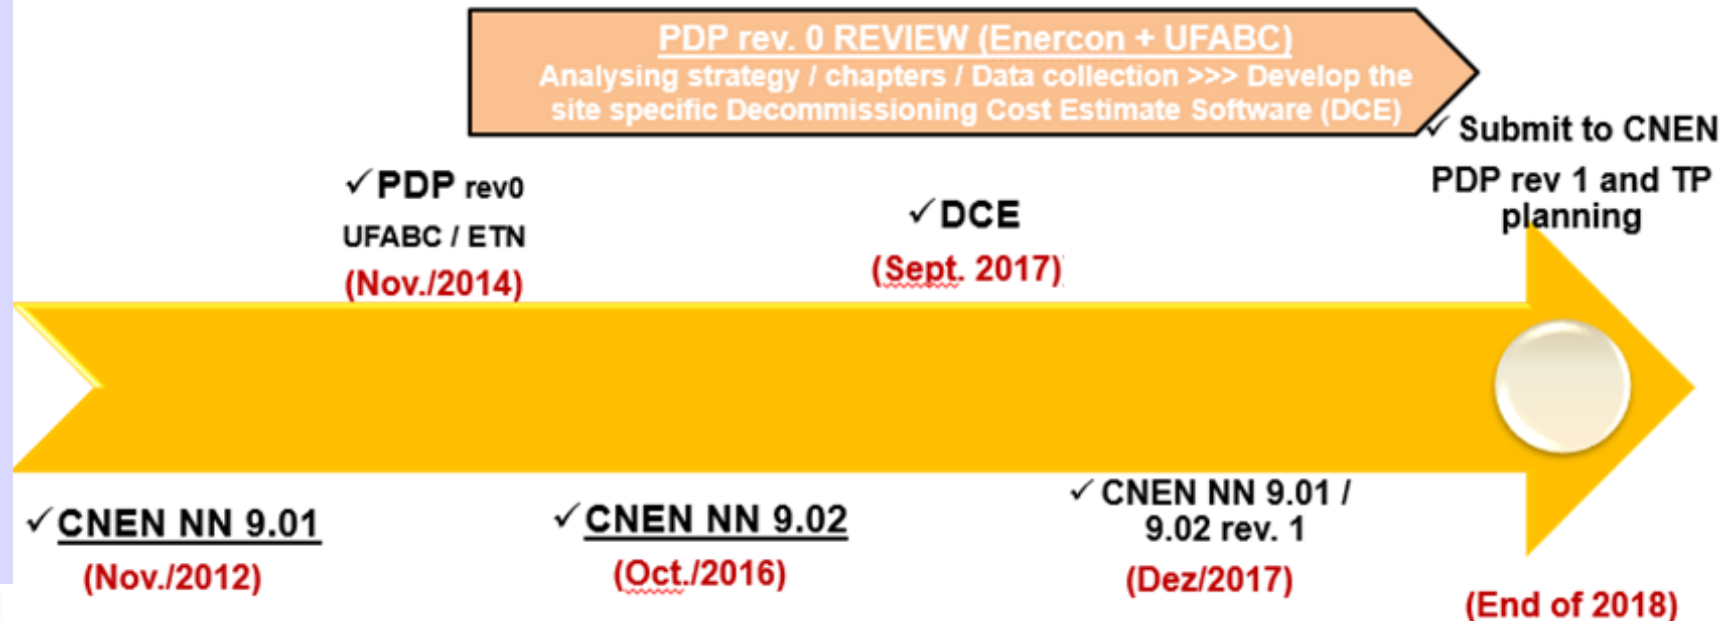 PDP rev. 0 REVIEW (Enercon + UFABC)
Analysing strategy / chapters / Data collection >>> Develop the
site specific Decommissioning Cost Estimate Software (DCE)
✓ Submit to CNEN
PDP rev 1 and TP
planning
✓ PDP rev0
UFABC / ETN
(Nov./2014)
✓ DCE
(Sept. 2017)
✓ CNEN NN 9.01
(Nov./2012)
✓ CNEN NN 9.02
(Oct./2016)
✓ CNEN NN 9.01 /
9.02 rev. 1
(Dez/2017)
(End of 2018)